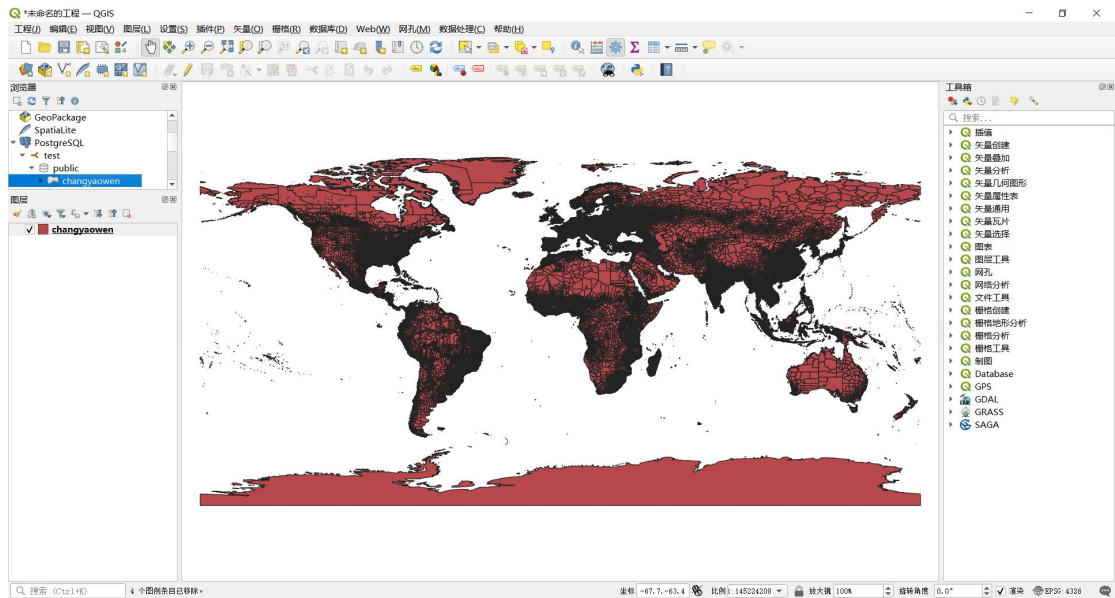 *未命名的工程 — QGIS
工程(J) 编辑(E) 视图(V) 图层(L) 设置(S) 插件(P) 矢量(O) 栅格(R) 数据库(D) Web(W) 网孔(M) 数据处理(C) 帮助(H)
浏览器
GeoPackage
SpatiaLite
PostgreSQL
test
public
changyaowen
图层
changyaowen
工具箱
搜索...
插值
矢量创建
矢量叠加
矢量分析
矢量几何图形
矢量属性表
矢量通用
矢量瓦片
矢量选择
图表
图层工具
网孔
网络分析
文件工具
栅格创建
栅格地形分析
栅格分析
栅格工具
制图
Database
GPS
GDAL
GRASS
SAGA
搜索 (Ctrl+K) 4 个图例条目已移除。 坐标 -67.7,-63.4 比例 1:145224208 放大镜 100% 旋转角度 0.0° 渲染 EPSG:4326